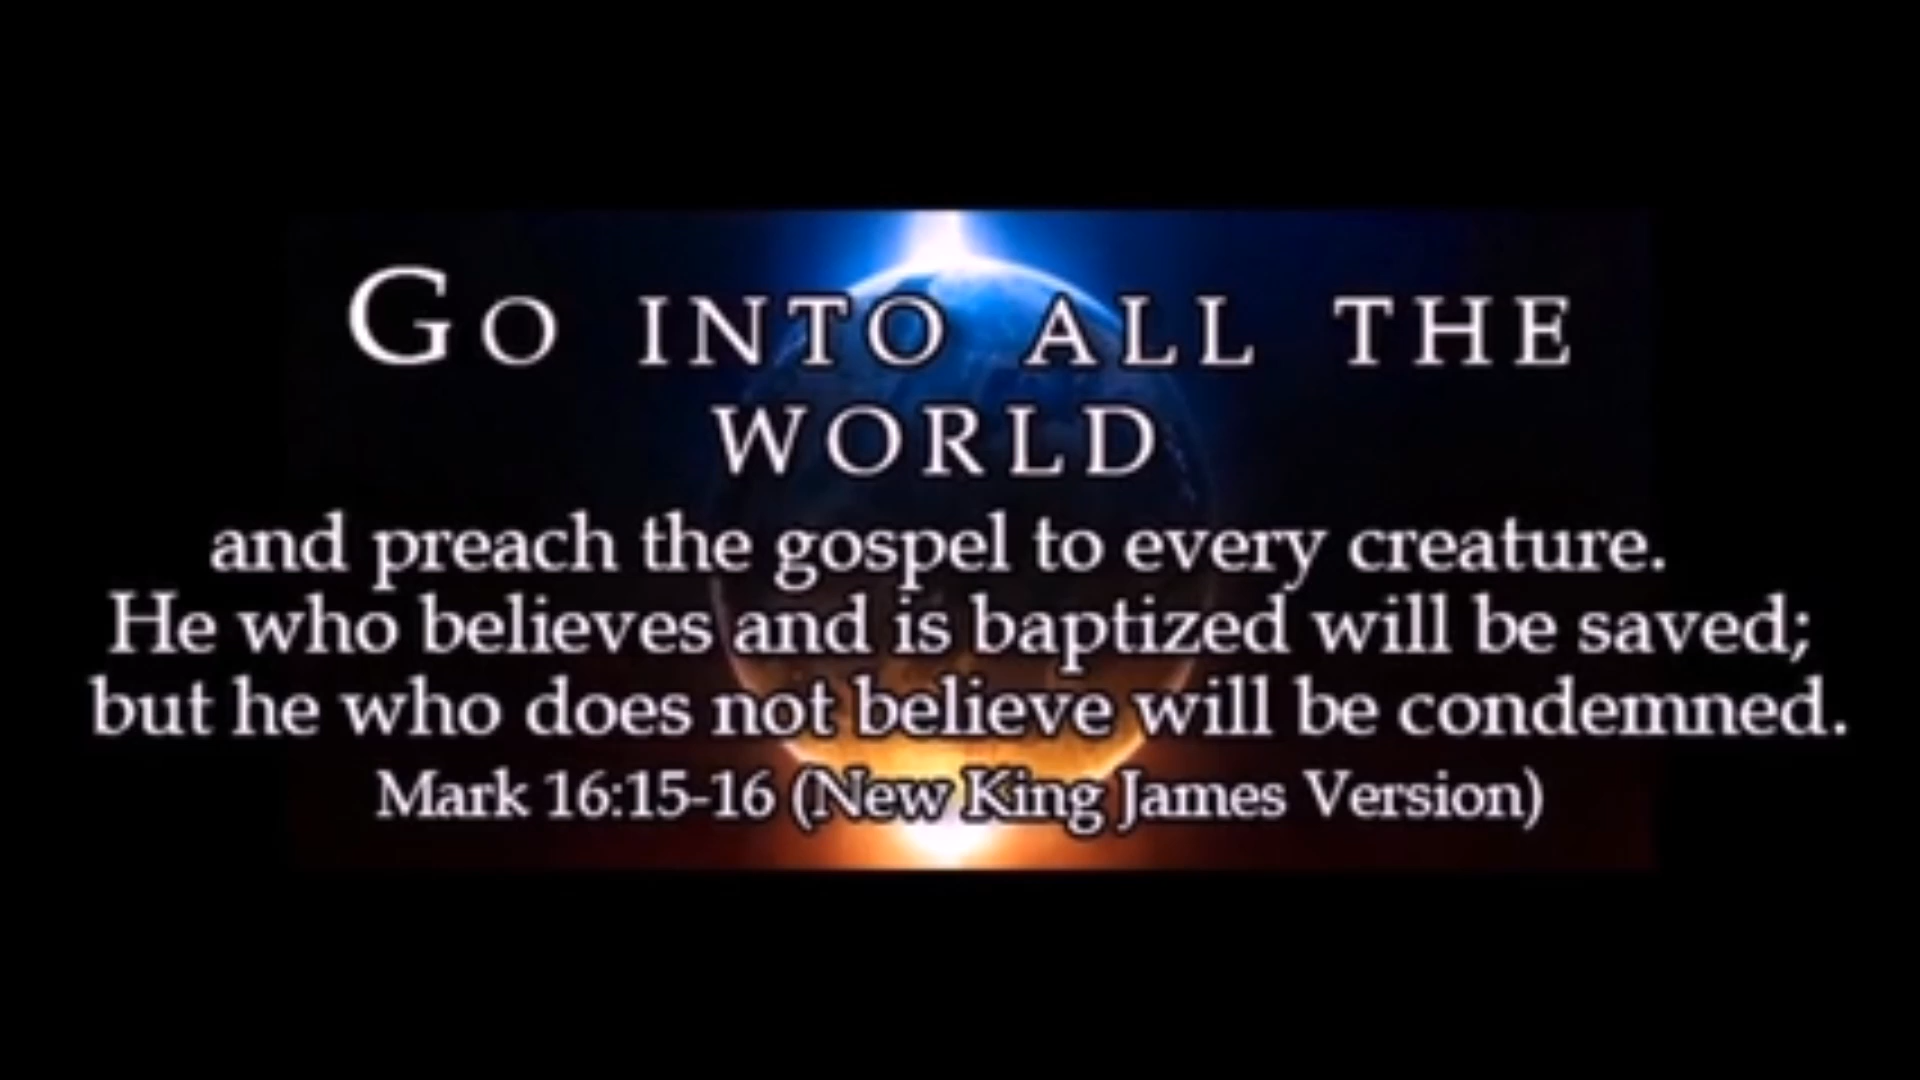 Go into all the
world
and preach the gospel to every creature.
He who believes and is baptized will be saved;
but he who does not believe will be condemned.
Mark 16:15-16 (New King James Version)